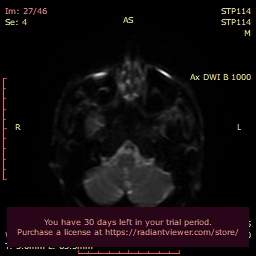 Im: 27/46
Se: 4
AS
STP114
STP114
M
Ax DWI B 1000
R
L
You have 30 days left in your trial period.
Purchase a license at https://radiantviewer.com/store/